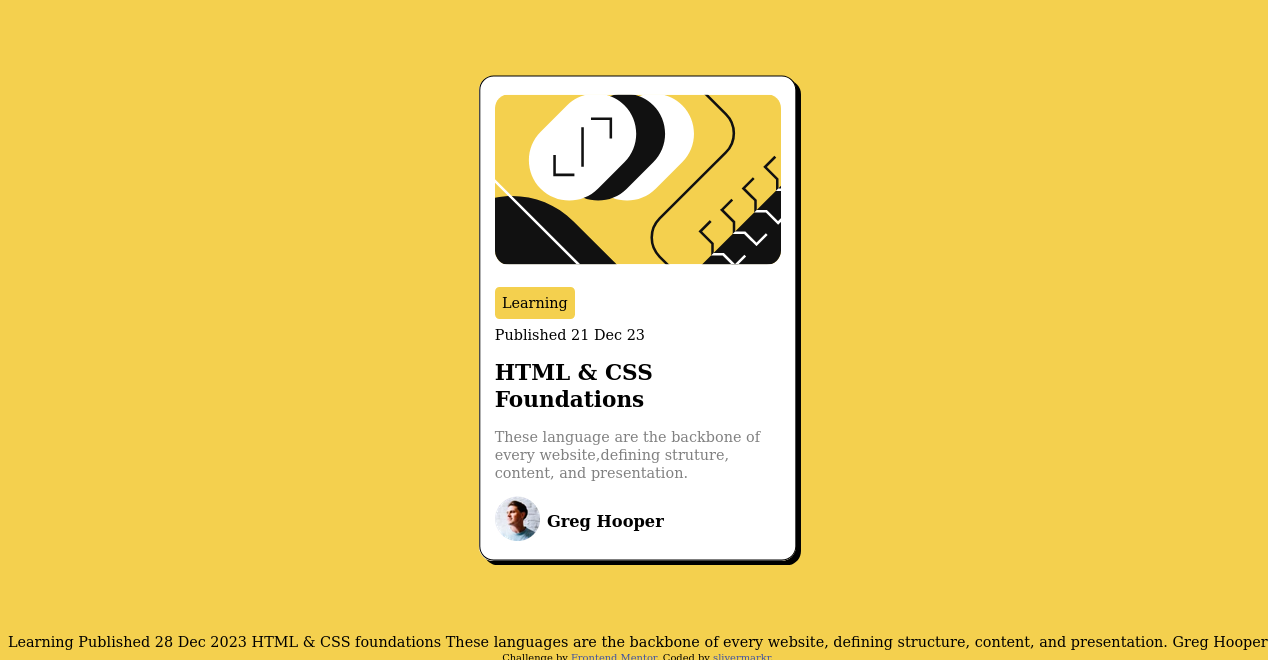 Learning
Published 21 Dec 23
HTML & CSS
Foundations
These language are the backbone of
every website,defining struture,
content, and presentation.
Greg Hooper
Learning Published 28 Dec 2023 HTML & CSS foundations These languages are the backbone of every website, defining structure, content, and presentation. Greg Hooper
Challenge by Frontend Mentor. Coded by slivermarkr.